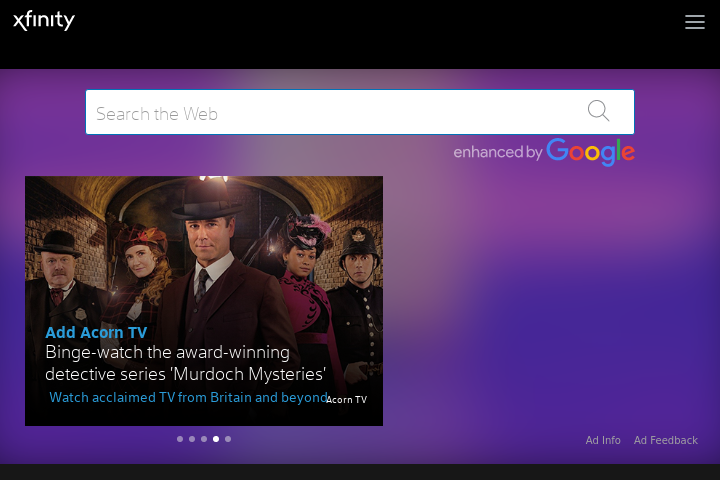 xfinity
Search the Web
enhanced by Google
Add Acorn TV
Binge-watch the award-winning
detective series 'Murdoch Mysteries'
Watch acclaimed TV from Britain and beyond
Acorn TV
Ad Info Ad Feedback